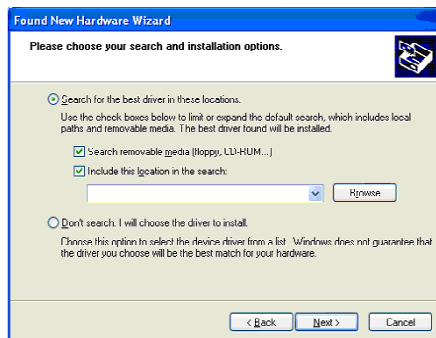 Found New Hardware Wizard
Please choose your search and installation options.
Search for the best driver in these locations.
Use the check boxes below to limit or expand the default search, which includes local
paths and removable media. The best driver found will be installed.
Search removable media (floppy, CD-ROM...)
Include this location in the search:
Browse
Don't search. I will choose the driver to install.
Choose this option to select the device driver from a list. Windows does not guarantee that
the driver you choose will be the best match for your hardware.
< Back Next > Cancel